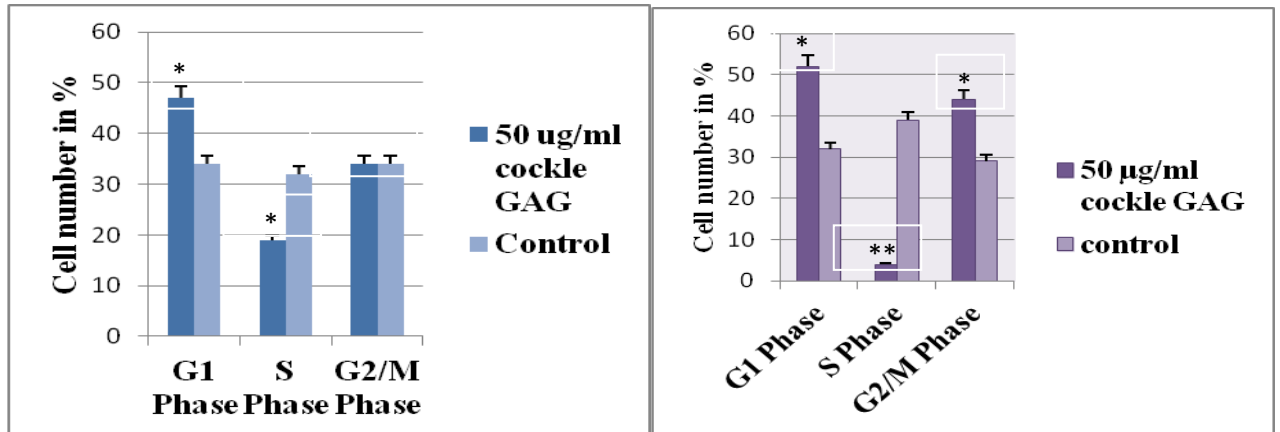 Cell number in %
60
50
40
30
20
10
0
*
*
G1
Phase
S
Phase
G2/M
Phase
50 ug/ml
cockle
GAG
Control
Cell number in %
60
50
40
30
20
10
0
*
**
*
G1 Phase
S Phase
G2/M Phase
50 µg/ml
cockle GAG
control